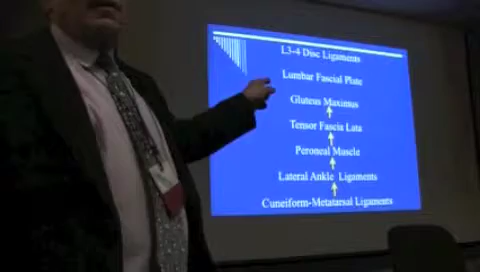 L3-4 Disc Ligaments
Lumbar Fascial Plate
Gluteus Maximus
Tensor Fascia Lata
Peroneal Muscle
Lateral Ankle Ligaments
Cuneiform-Metatarsal Ligaments